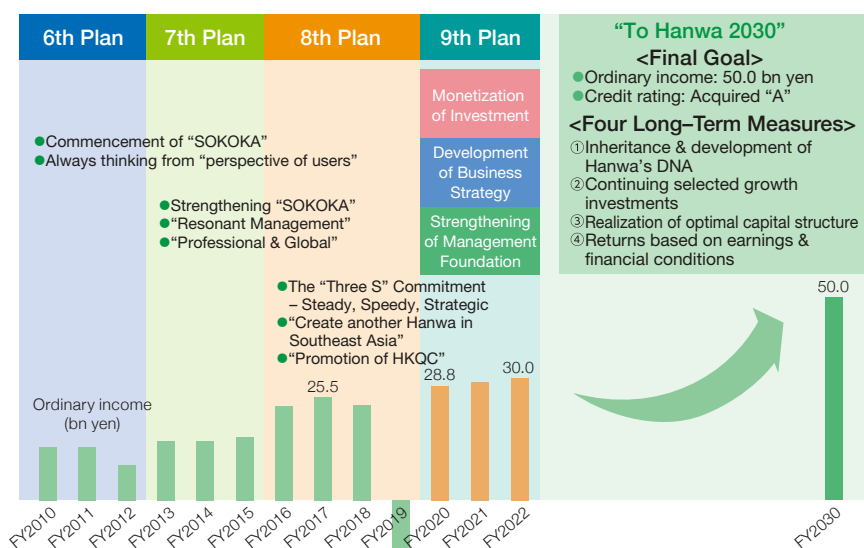 6th Plan
7th Plan
8th Plan
9th Plan
Monetization
of Investment
Development
of Business
Strategy
Strengthening
of Management
Foundation
●Commencement of “SOKOKA”
●Always thinking from “perspective of users”
●Strengthening “SOKOKA”
●“Resonant Management”
●“Professional & Global”
●The “Three S” Commitment
– Steady, Speedy, Strategic
●“Create another Hanwa in
Southeast Asia”
●“Promotion of HKQC”
“To Hanwa 2030”
<Final Goal>
●Ordinary income: 50.0 bn yen
●Credit rating: Acquired “A”
<Four Long–Term Measures>
①Inheritance & development of
Hanwa’s DNA
②Continuing selected growth
investments
③Realization of optimal capital structure
④Returns based on earnings &
financial conditions
Ordinary income
(bn yen)
25.5
28.8
30.0
50.0
FY2010
FY2011
FY2012
FY2013
FY2014
FY2015
FY2016
FY2017
FY2018
FY2019
FY2020
FY2021
FY2022
FY2030